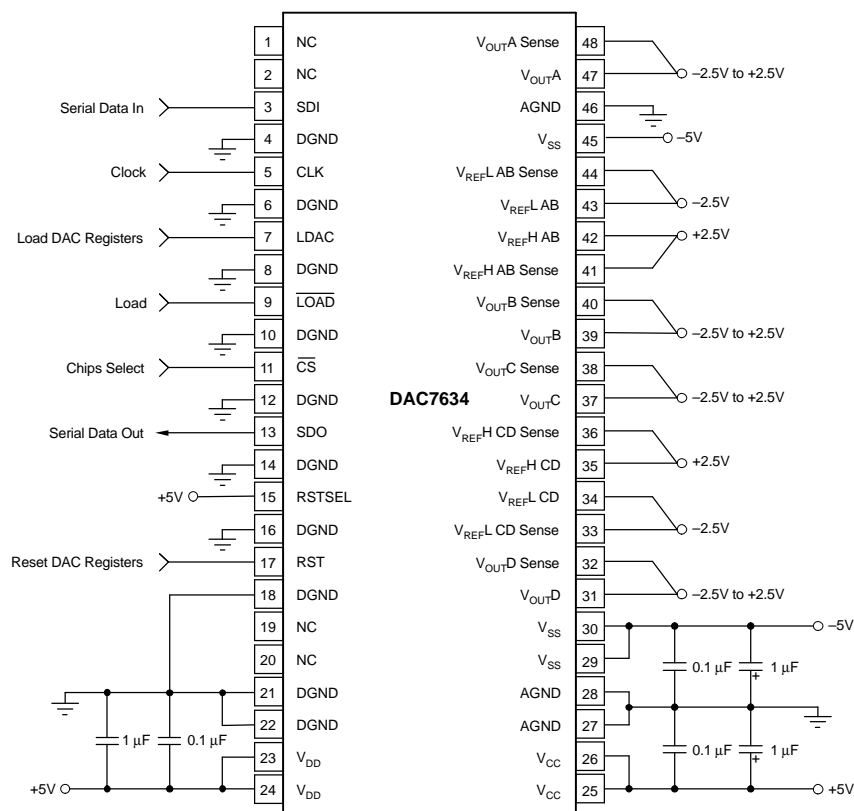 1 NC VOUTA Sense 48
2 NC VOUTA 47 –2.5V to +2.5V
Serial Data In 3 SDI AGND 46
4 DGND VSS 45 –5V
Clock 5 CLK VREFL AB Sense 44
6 DGND VREFL AB 43 –2.5V
Load DAC Registers 7 LDAC VREFH AB 42 +2.5V
8 DGND VREFH AB Sense 41
Load 9 LOAD VOUTB Sense 40
10 DGND VOUTB 39 –2.5V to +2.5V
Chips Select 11 CS VOUTC Sense 38
12 DGND DAC7634 VOUTC 37 –2.5V to +2.5V
Serial Data Out 13 SDO VREFH CD Sense 36
14 DGND VREFH CD 35 +2.5V
+5V 15 RSTSEL VREFL CD 34
16 DGND VREFL CD Sense 33 –2.5V
Reset DAC Registers 17 RST VOUTD Sense 32
18 DGND VOUTD 31 –2.5V to +2.5V
19 NC VSS 30 –5V
20 NC VSS 29 0.1 µF 1 µF +
21 DGND AGND 28
22 DGND AGND 27
1 µF 0.1 µF 23 VDD VCC 26 0.1 µF 1 µF +
+5V 24 VDD VCC 25 +5V